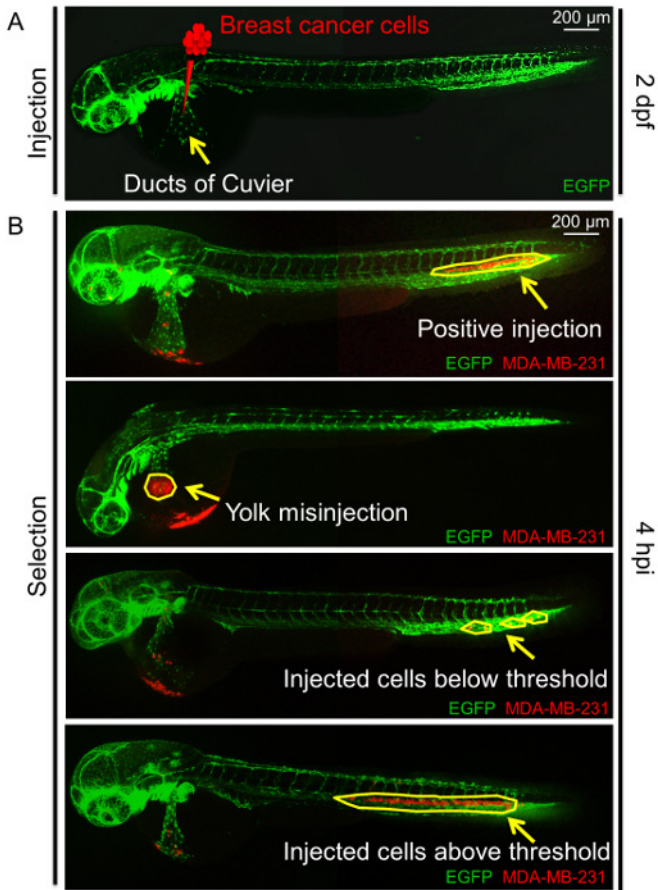 A
Injection
Breast cancer cells
200 µm
Ducts of Cuvier
EGFP
2 dpf
B
Selection
200 µm
Positive injection
EGFP MDA-MB-231
Yolk misinjection
EGFP MDA-MB-231
Injected cells below threshold
EGFP MDA-MB-231
Injected cells above threshold
EGFP MDA-MB-231
4 hpi